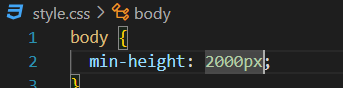 style.css > body
1 body {
2 min-height: 2000px;
3 }